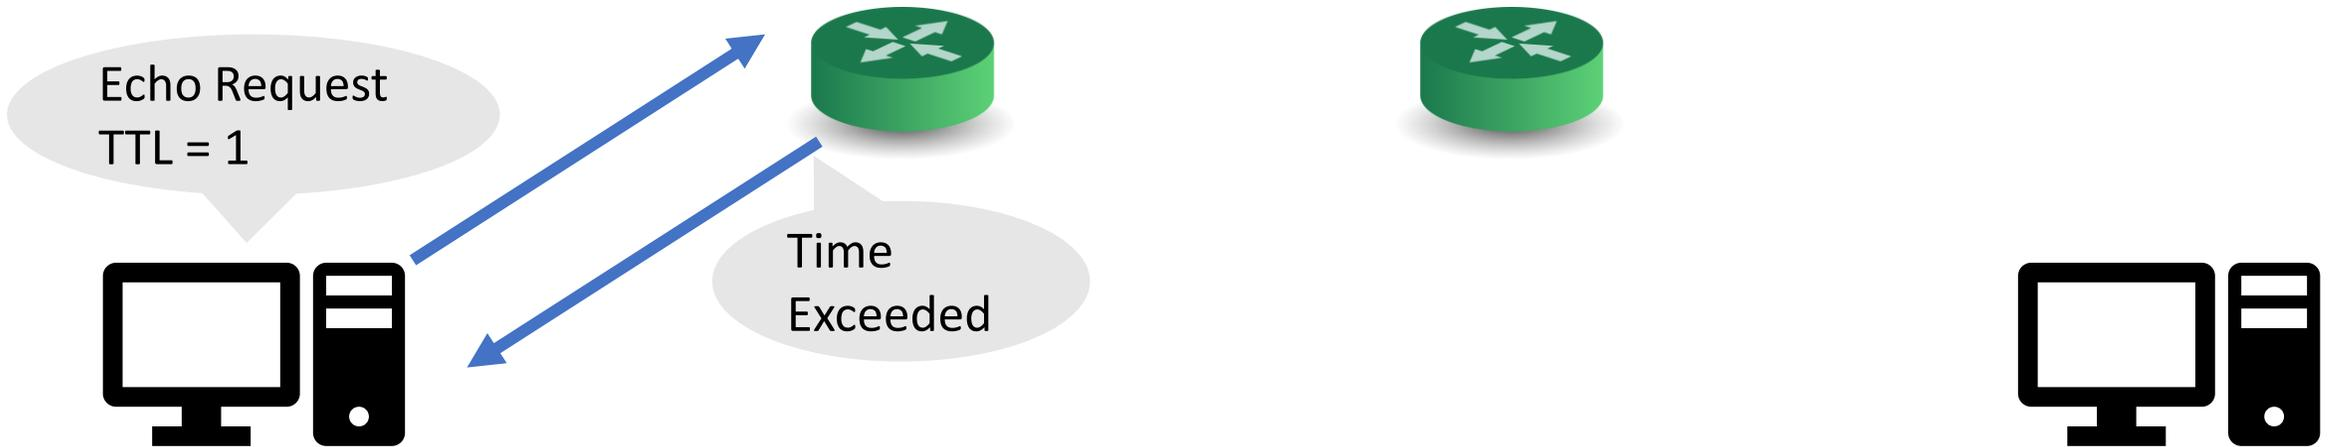 Echo Request
TTL = 1
Time
Exceeded